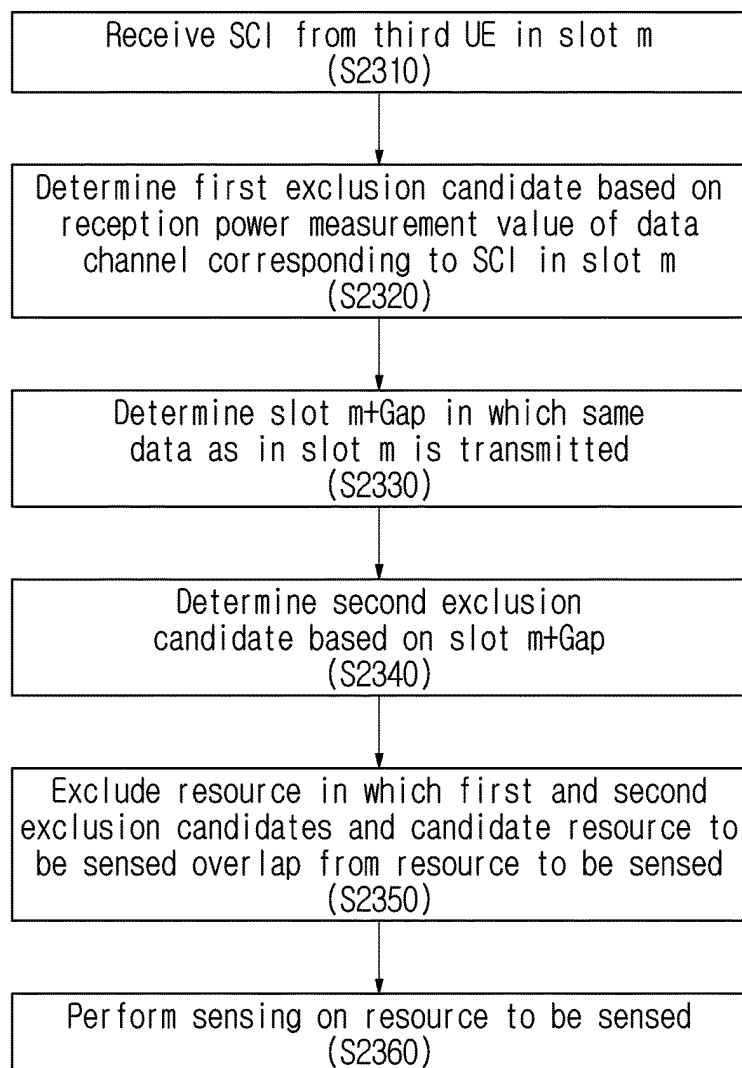 Receive SCI from third UE in slot m
(S2310)
Determine first exclusion candidate based on
reception power measurement value of data
channel corresponding to SCI in slot m
(S2320)
Determine slot m+Gap in which same
data as in slot m is transmitted
(S2330)
Determine second exclusion
candidate based on slot m+Gap
(S2340)
Exclude resource in which first and second
exclusion candidates and candidate resource to
be sensed overlap from resource to be sensed
(S2350)
Perform sensing on resource to be sensed
(S2360)